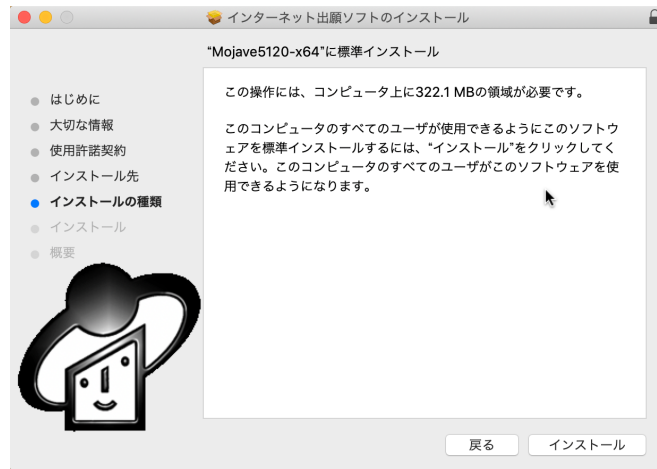 インターネット出願ソフトのインストール
“Mojave5120-x64”に標準インストール
はじめに
大切な情報
使用許諾契約
インストール先
インストールの種類
インストール
概要
この操作には、コンピュータ上に322.1 MBの領域が必要です。
このコンピュータのすべてのユーザが使用できるようにこのソフトウ
ェアを標準インストールするには、“インストール”をクリックしてく
ださい。このコンピュータのすべてのユーザがこのソフトウェアを使
用できるようになります。
戻る
インストール